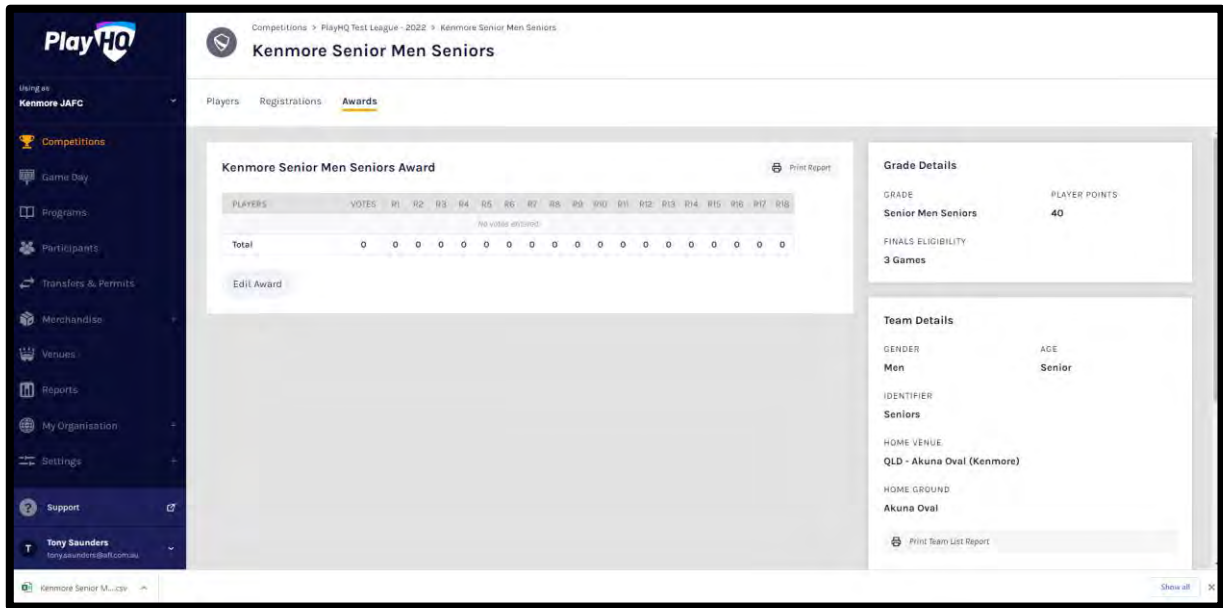 PlayHQ
Using as
Kenmore JAFC
Competitions
Game Day
Programs
Participants
Transfers & Permits
Merchandise
Venues
Reports
My Organisation
Settings
Support
T
Tony Saunders
tony.saunders@afl.com.au
Competitions > PlayHQ Test League - 2022 > Kenmore Senior Men Seniors
Kenmore Senior Men Seniors
Players Registrations Awards
Kenmore Senior Men Seniors Award
Print Report
PLAYERS VOTES R1 R2 R3 R4 R5 R6 R7 R8 R9 R10 R11 R12 R13 R14 R15 R16 R17 R18
No votes entered
Total 0 0 0 0 0 0 0 0 0 0 0 0 0 0 0 0 0 0 0
Edit Award
Grade Details
GRADE PLAYER POINTS
Senior Men Seniors 40
FINALS ELIGIBILITY
3 Games
Team Details
GENDER AGE
Men Senior
IDENTIFIER
Seniors
HOME VENUE
QLD - Akuna Oval (Kenmore)
HOME GROUND
Akuna Oval
Print Team List Report
Kenmore Senior M....csv
Show all